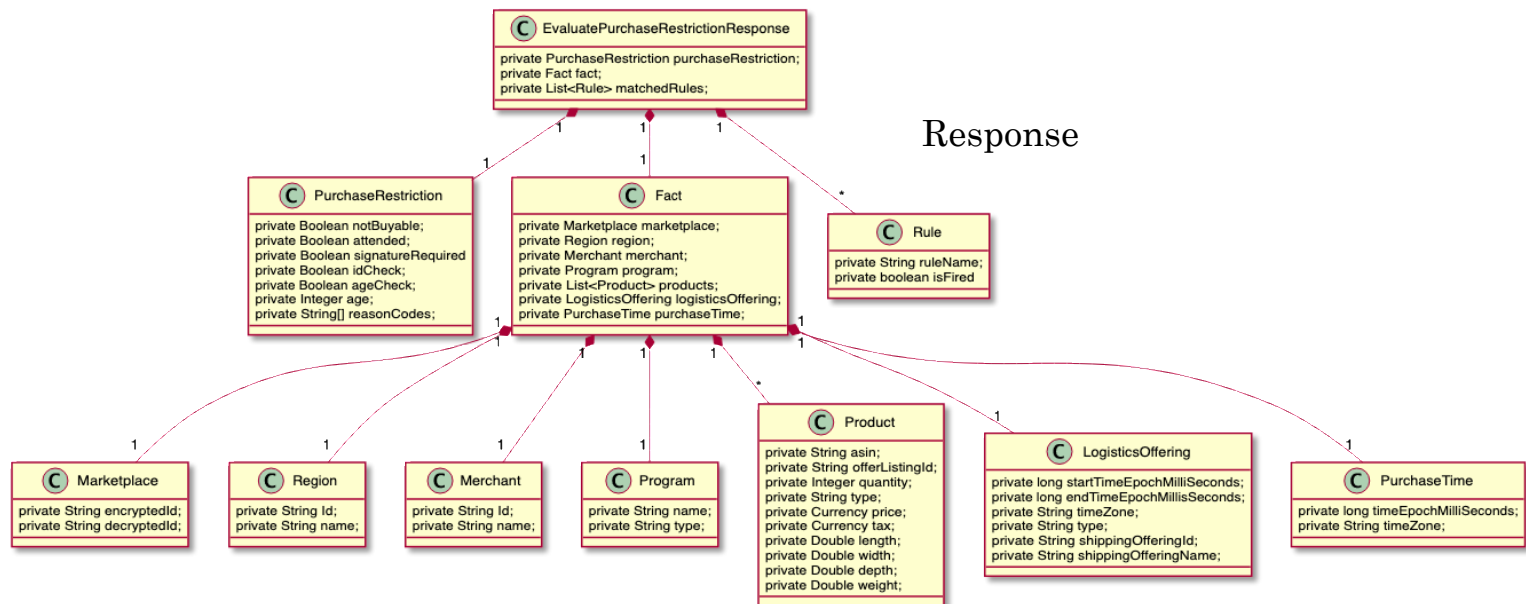 C EvaluatePurchaseRestrictionResponse
private PurchaseRestriction purchaseRestriction;
private Fact fact;
private List<Rule> matchedRules;
1 1 1
Response
1 1 *
C PurchaseRestriction
private Boolean notBuyable;
private Boolean attended;
private Boolean signatureRequired
private Boolean idCheck;
private Boolean ageCheck;
private Integer age;
private String[] reasonCodes;
C Fact
private Marketplace marketplace;
private Region region;
private Merchant merchant;
private Program program;
private List<Product> products;
private LogisticsOffering logisticsOffering;
private PurchaseTime purchaseTime;
C Rule
private String ruleName;
private boolean isFired
1 1
1 1 1 1 1
*
1 1 1 1 1 1
C Marketplace
private String encryptedId;
private String decryptedId;
C Region
private String Id;
private String name;
C Merchant
private String Id;
private String name;
C Program
private String name;
private String type;
C Product
private String asin;
private String offerListingId;
private Integer quantity;
private String type;
private Currency price;
private Currency tax;
private Double length;
private Double width;
private Double depth;
private Double weight;
C LogisticsOffering
private long startTimeEpochMilliSeconds;
private long endTimeEpochMillisSeconds;
private String timeZone;
private String type;
private String shippingOfferingId;
private String shippingOfferingName;
C PurchaseTime
private long timeEpochMilliSeconds;
private String timeZone;